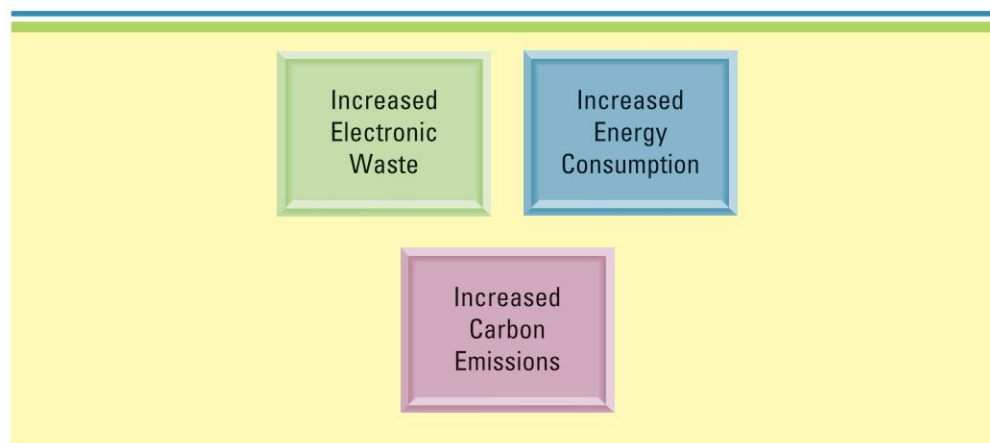 Increased
Electronic
Waste
Increased
Energy
Consumption
Increased
Carbon
Emissions